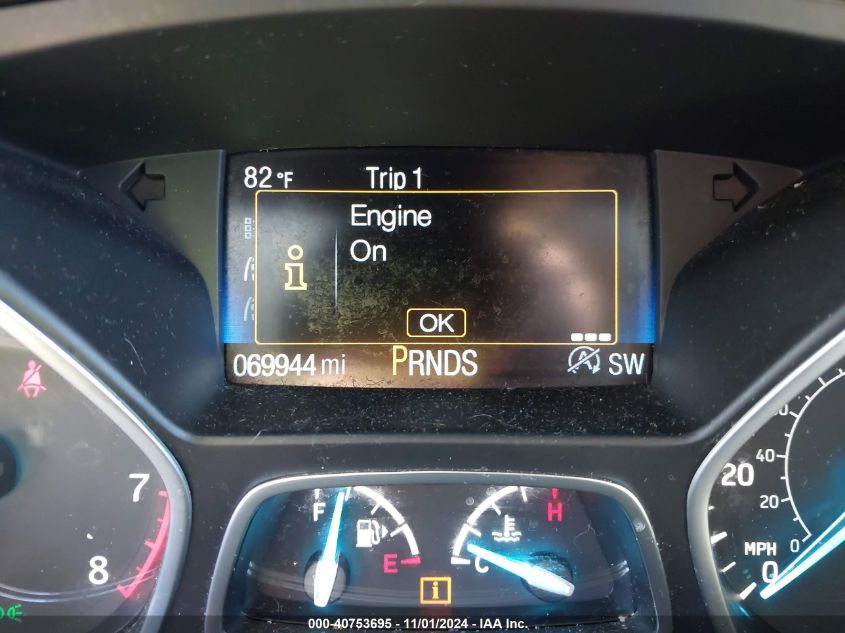 82°F Trip 1
Engine
On
i
OK
069944 mi PRNDS A SW
7
8
F
E
H
C
i
20
40
20
0
MPH
0
000-40753695 - 11/01/2024 - IAA Inc.